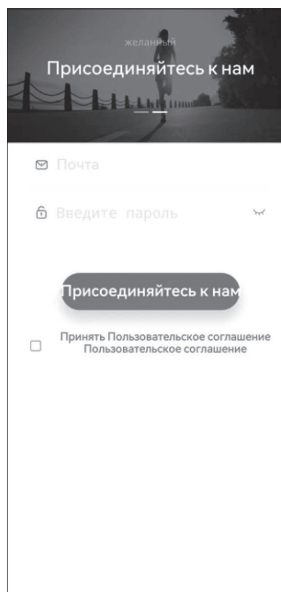 желанный
Присоединяйтесь к нам
Почта
Введите пароль
Присоединяйтесь к нам
Принять Пользовательское соглашение
Пользовательское соглашение